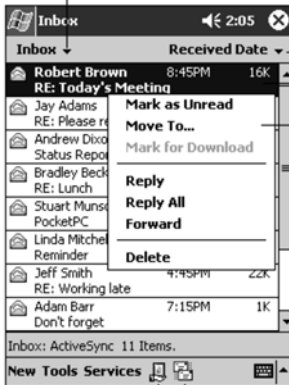 Inbox 2:05
Inbox Received Date
Robert Brown 8:45PM 16K
RE: Today's Meeting
Jay Adams
RE: Please re
Andrew Dixo
Status Repor
Bradley Beck
RE: Lunch
Stuart Munso
PocketPC
Linda Mitchel
Reminder
Jeff Smith 4:45PM 22K
RE: Working late
Adam Barr 7:15PM 1K
Don't forget
Mark as Unread
Move To...
Mark for Download
Reply
Reply All
Forward
Delete
Inbox: ActiveSync 11 Items.
New Tools Services